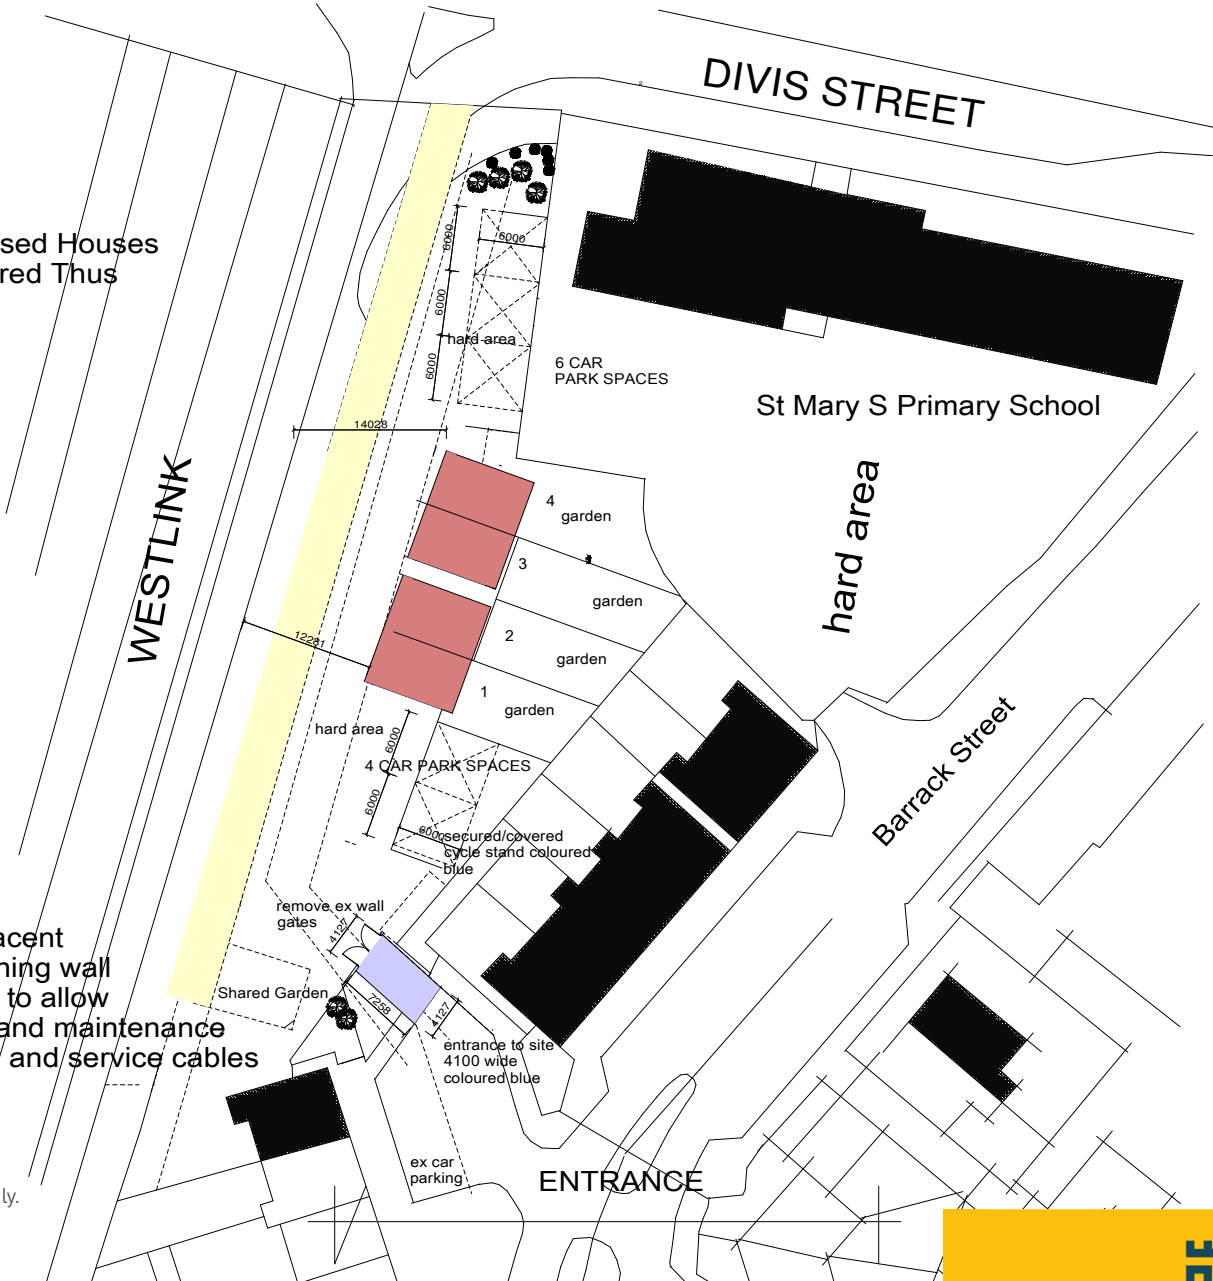 DIVIS STREET
sed Houses
red Thus
6000
6000
6000
6000
hard area
6 CAR
PARK SPACES
St Mary S Primary School
14028
WESTLINK
hard area
4
garden
3
garden
2
garden
1
garden
12281
hard area
6000
4 CAR PARK SPACES
6000
6000
secured/covered
cycle stand coloured
blue
Barrack Street
remove ex wall
gates
4127
acent
ning wall
to allow
and maintenance
and service cables
Shared Garden
7258
4127
entrance to site
4100 wide
coloured blue
ex car
parking
ENTRANCE
ly.